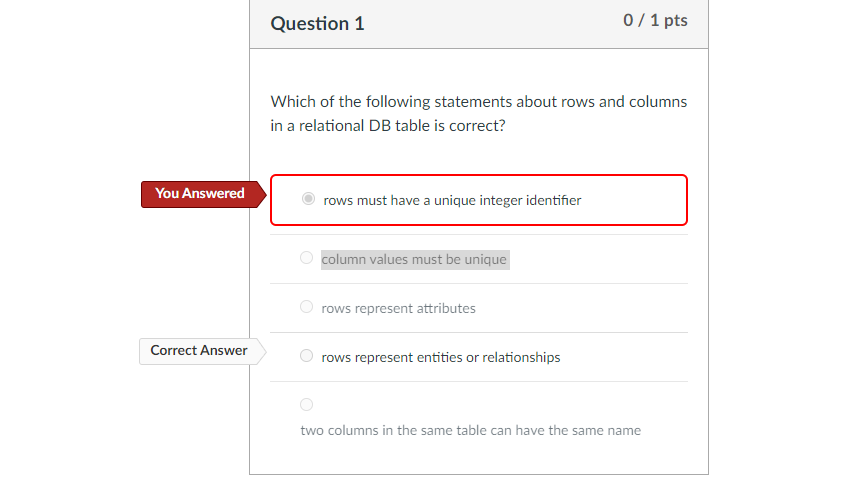 Question 1
0 / 1 pts
Which of the following statements about rows and columns
in a relational DB table is correct?
You Answered
rows must have a unique integer identifier
column values must be unique
rows represent attributes
Correct Answer
rows represent entities or relationships
two columns in the same table can have the same name